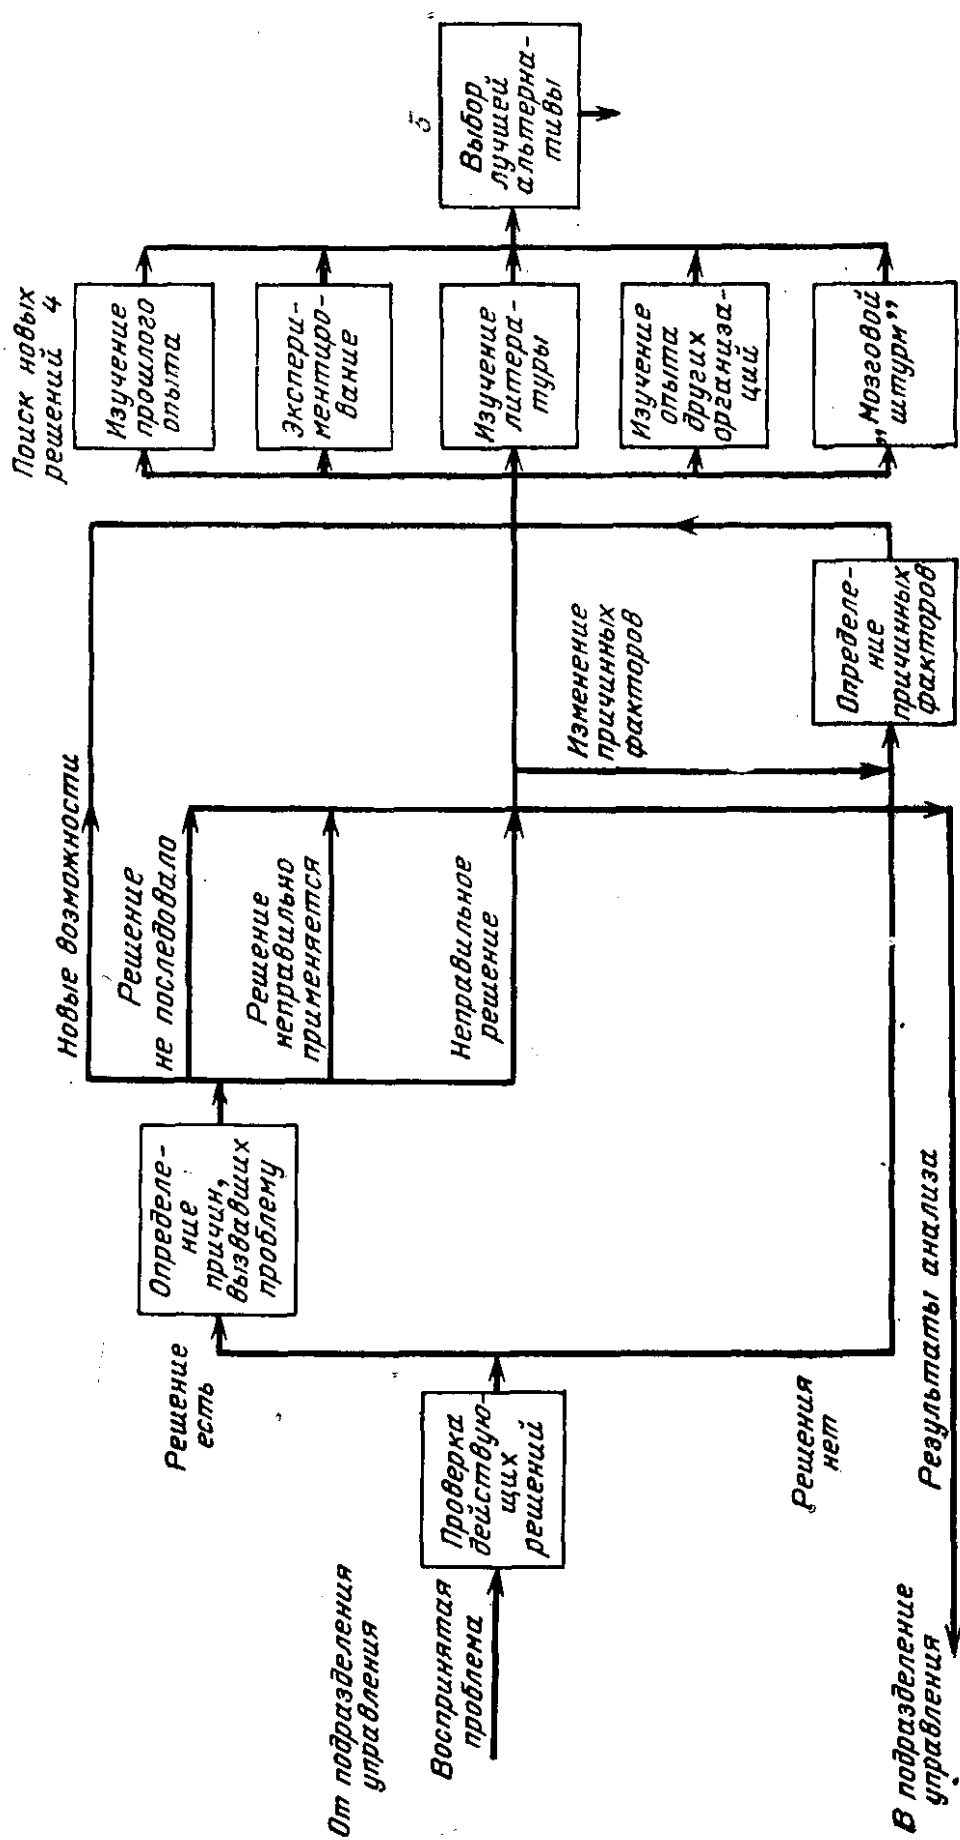 От подразделения
управления
Воспринятая
проблена
Проверка
действую-
щих
решений
Решение
есть
Решения
нет
Определе-
ние
причин,
вызвавших
проблему
Новые возможности
Решение
не последовало
Решение
неправильно
применяется
Неправильное
решение
Изменение
причинных
факторов
Определе-
ние
причинных
факторов
Поиск новых
решений 4
Изучение
прошлого
опыта
Экспери-
ментиро-
вание
Изучение
литера-
туры
Изучение
опыта
других
организа-
ций
„Мозговой
штурм”
5
Выбор
лучшей
альтерна-
тивы
Результаты анализа
В подразделение
управления